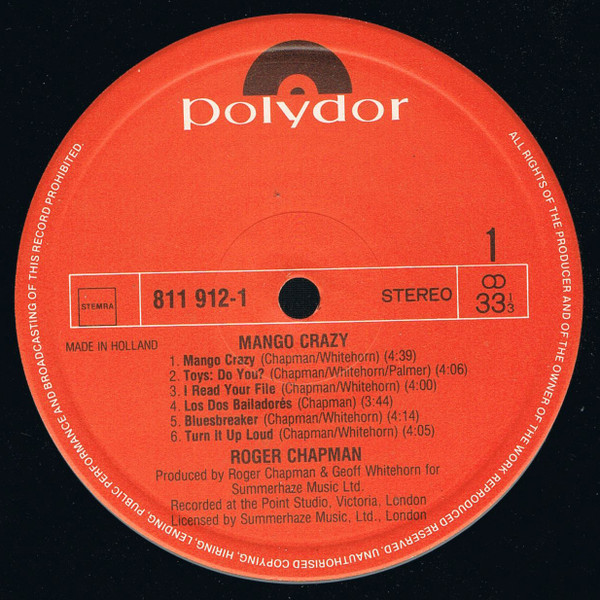 polydor
1
STEMRA
811 912-1
STEREO
33 1/3
MADE IN HOLLAND
MANGO CRAZY
1. Mango Crazy (Chapman/Whitehorn) (4:39)
2. Toys: Do You? (Chapman/Whitehorn/Palmer) (4:06)
3. I Read Your File (Chapman/Whitehorn) (4:00)
4. Los Dos Bailadorés (Chapman) (3:44)
5. Bluesbreaker (Chapman/Whitehorn) (4:14)
6. Turn It Up Loud (Chapman/Whitehorn) (4:05)
ROGER CHAPMAN
Produced by Roger Chapman & Geoff Whitehorn for
Summerhaze Music Ltd.
Recorded at the Point Studio, Victoria, London
Licensed by Summerhaze Music, Ltd., London
ALL RIGHTS OF THE PRODUCER AND OF THE OWNER OF THE WORK REPRODUCED RESERVED. UNAUTHORISED COPYING, HIRING, LENDING, PUBLIC PERFORMANCE AND BROADCASTING OF THIS RECORD PROHIBITED.